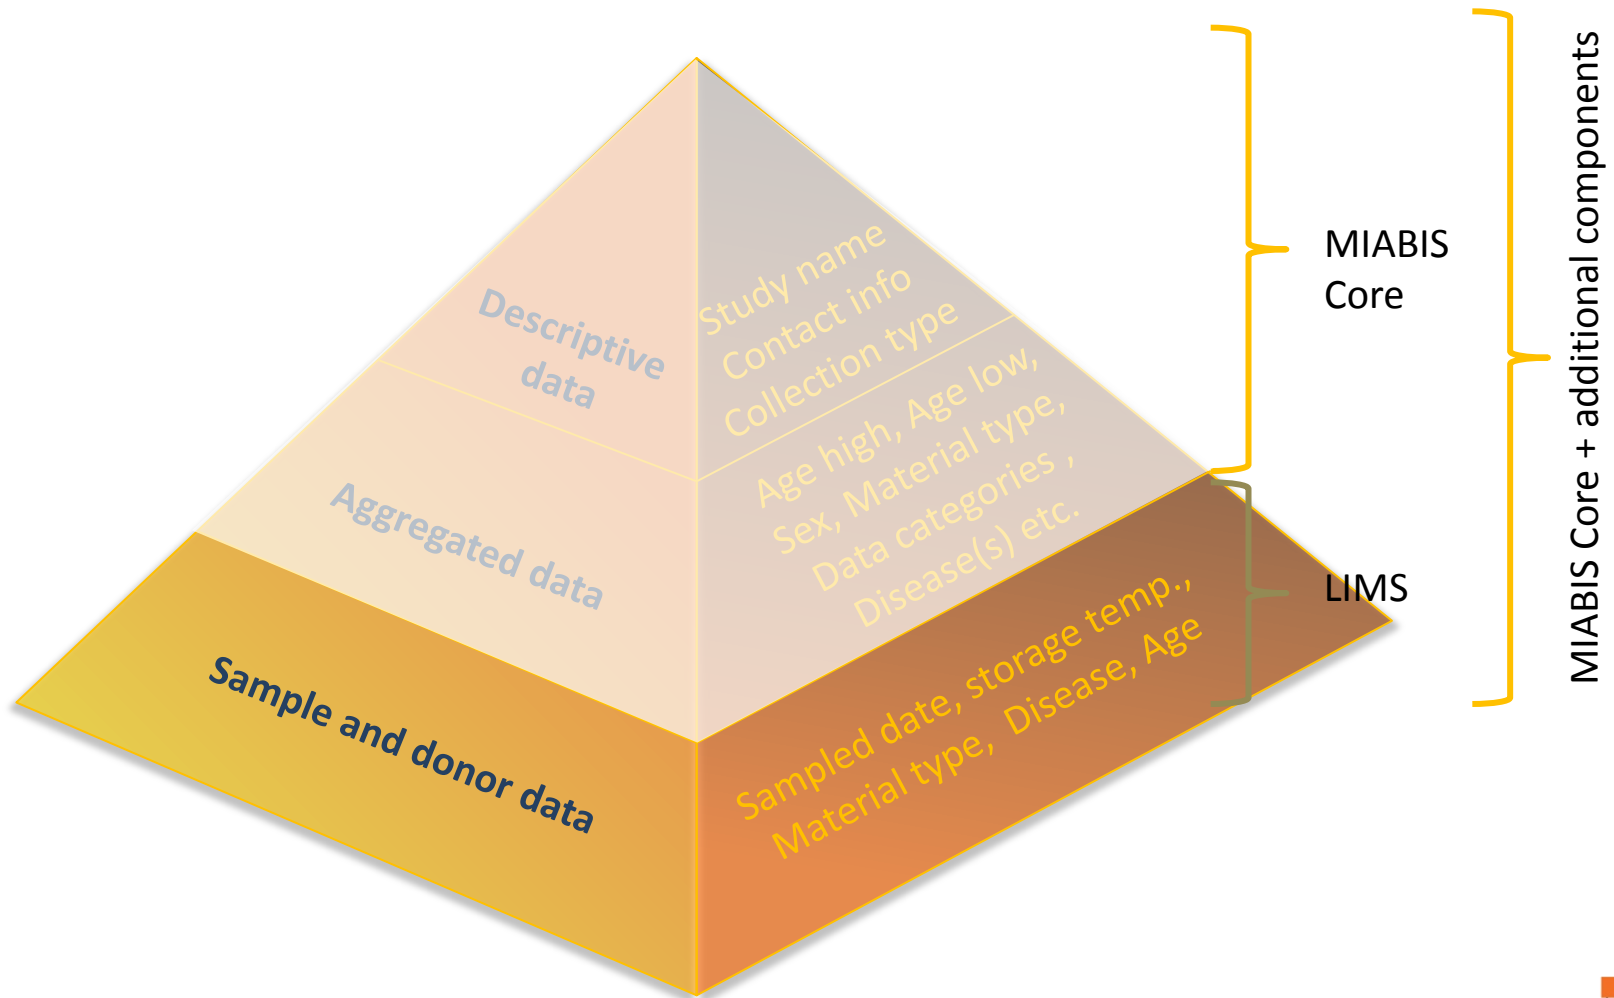 Descriptive
data
Study name
Contact info
Collection type
Aggregated data
Age high, Age low,
Sex, Material type,
Data categories ,
Disease(s) etc.
Sample and donor data
Sampled date, storage temp.,
Material type, Disease, Age
MIABIS
Core
LIMS
MIABIS Core + additional components